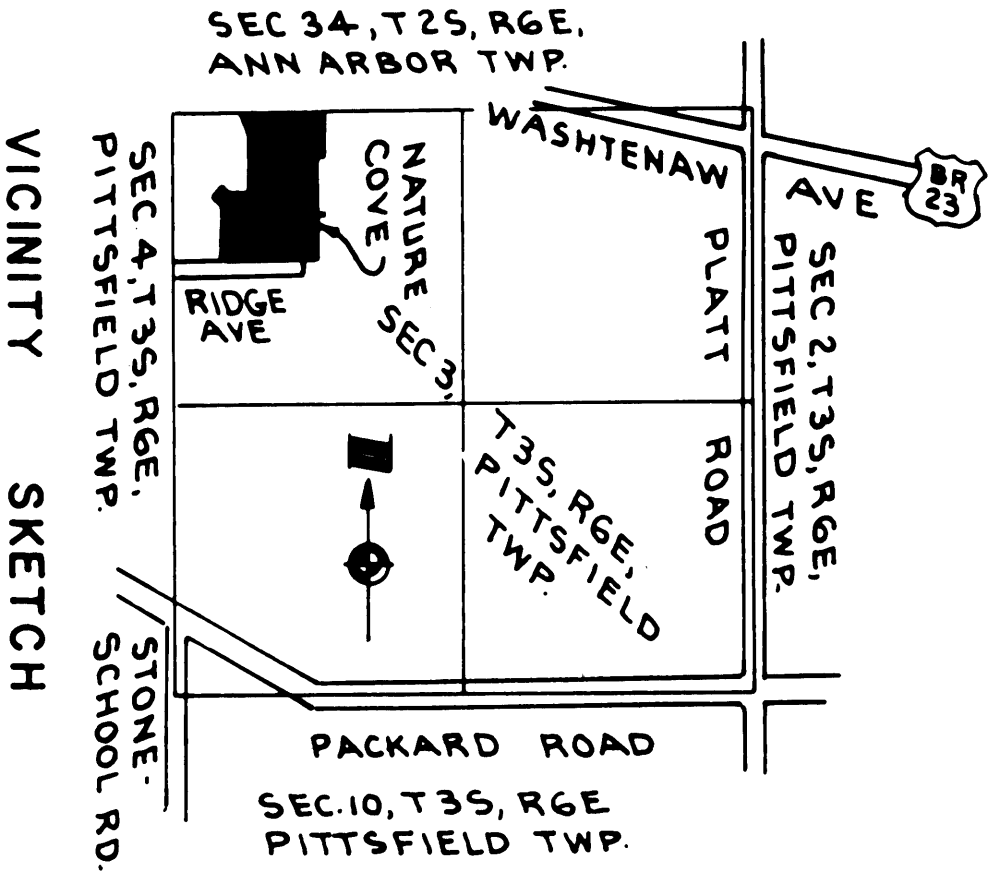 SEC 34, T2S, R6E,
ANN ARBOR TWP.
WASHTENAW
AVE
BR
23
NATURE
COVE
SEC. 4, T3S, R6E,
PITTSFIELD TWP.
RIDGE
AVE
SEC 3,
T3S, R6E,
PITTSFIELD
TWP.
PLATT
ROAD
SEC 2, T3S, R6E,
PITTSFIELD TWP.
N
STONE-
SCHOOL RD.
PACKARD ROAD
SEC. 10, T3S, R6E
PITTSFIELD TWP.
VICINITY SKETCH